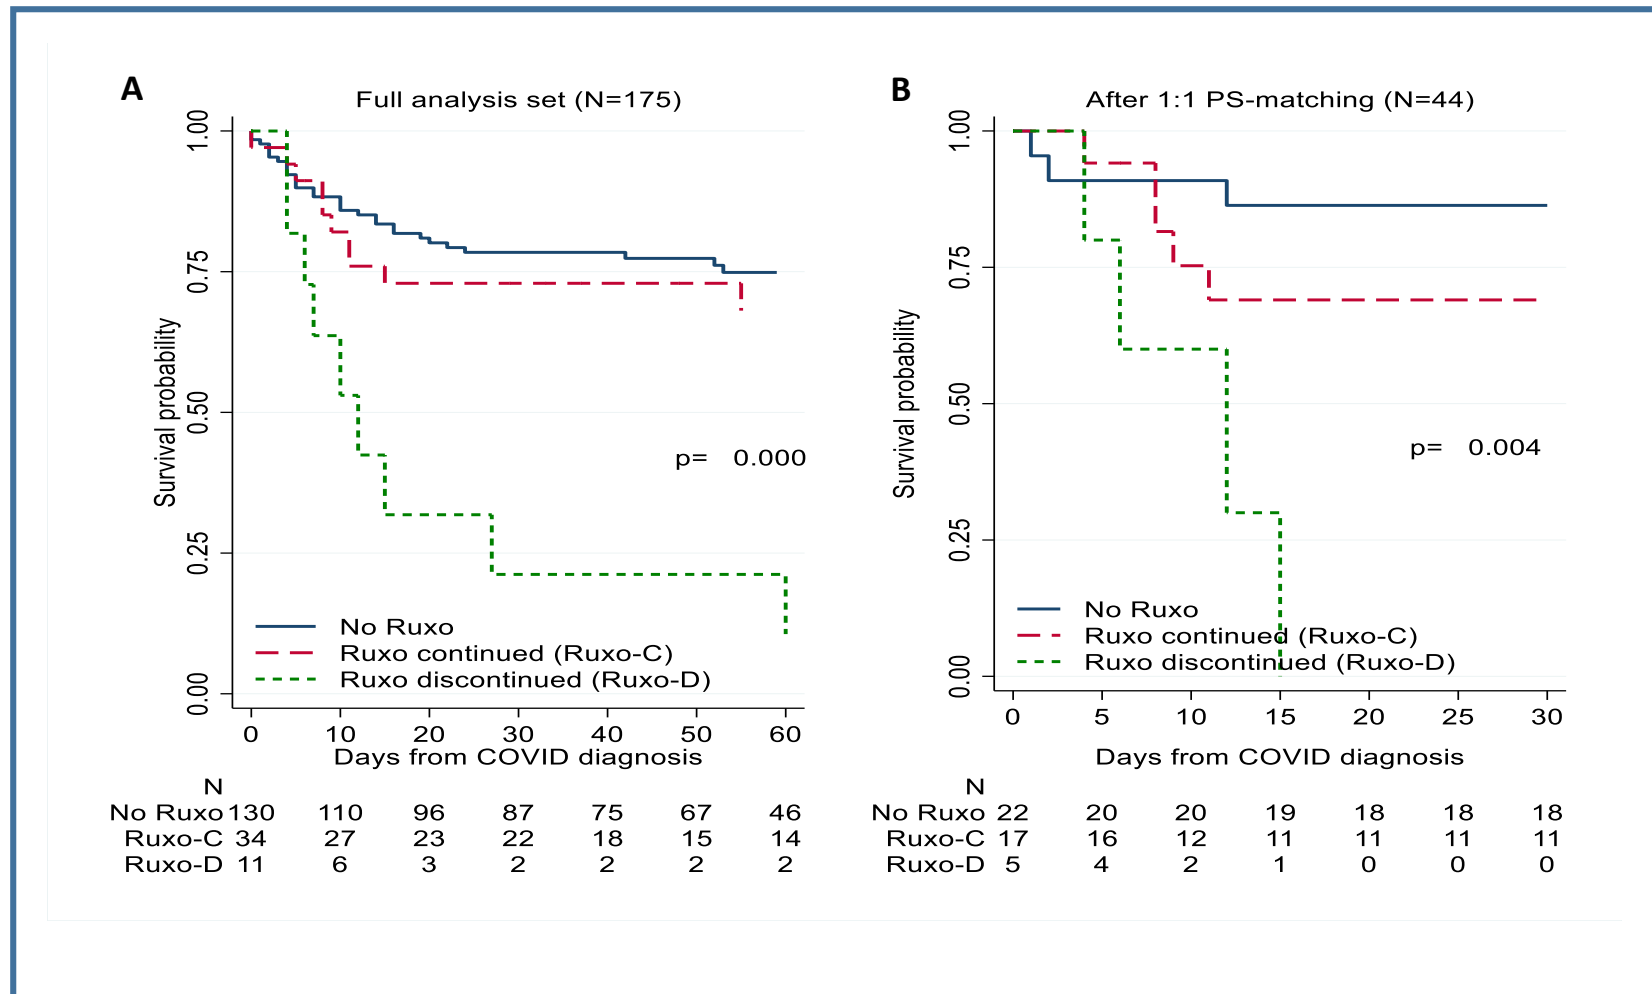 A
Full analysis set (N=175)
1.00
0.75
0.50
0.25
0.00
Survival probability
p= 0.000
No Ruxo
Ruxo continued (Ruxo-C)
Ruxo discontinued (Ruxo-D)
0 10 20 30 40 50 60
Days from COVID diagnosis
N
No Ruxo 130 110 96 87 75 67 46
Ruxo-C 34 27 23 22 18 15 14
Ruxo-D 11 6 3 2 2 2 2
B
After 1:1 PS-matching (N=44)
1.00
0.75
0.50
0.25
0.00
Survival probability
p= 0.004
No Ruxo
Ruxo continued (Ruxo-C)
Ruxo discontinued (Ruxo-D)
0 5 10 15 20 25 30
Days from COVID diagnosis
N
No Ruxo 22 20 20 19 18 18 18
Ruxo-C 17 16 12 11 11 11 11
Ruxo-D 5 4 2 1 0 0 0